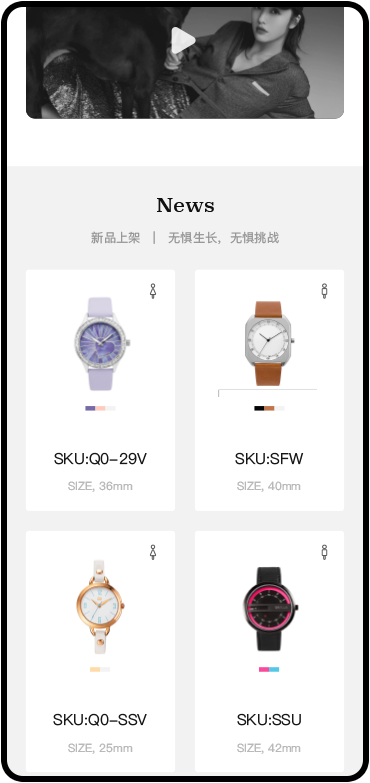 News
新品上架 | 无惧生长，无惧挑战
SKU:Q0-29V
SIZE, 36mm
SKU:SFW
SIZE, 40mm
SKU:Q0-SSV
SIZE, 25mm
SKU:SSU
SIZE, 42mm